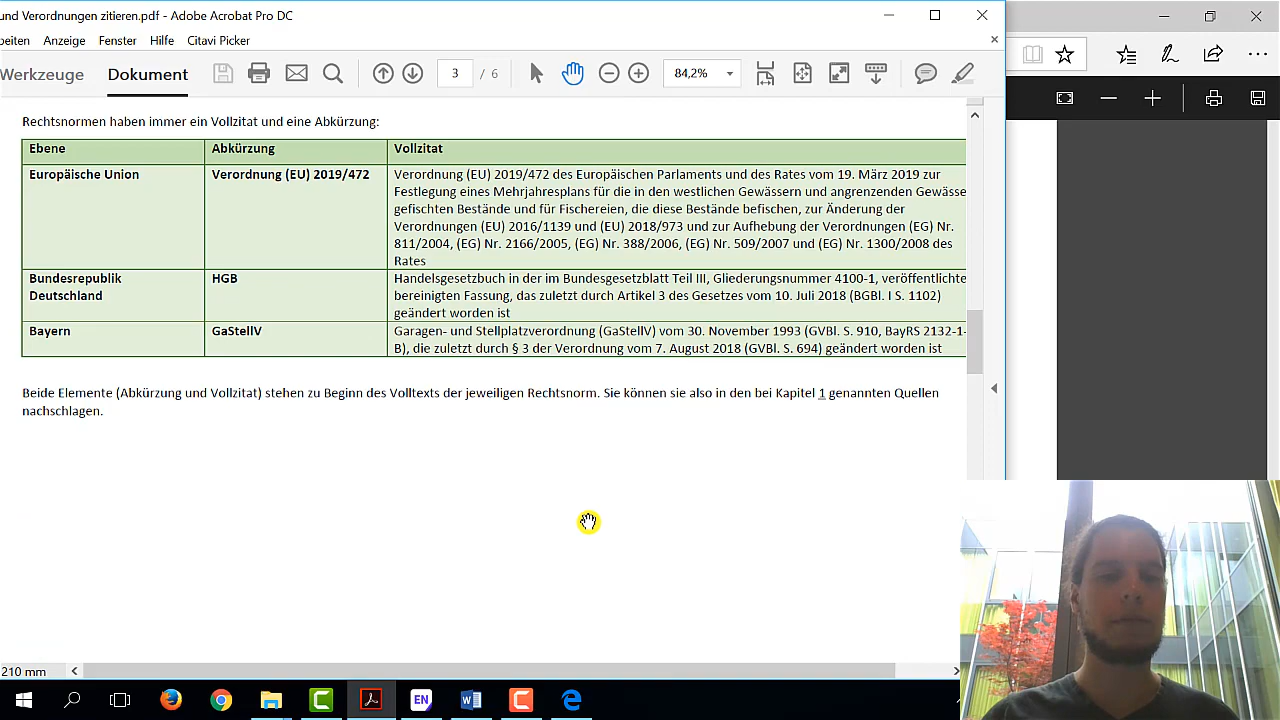 und Verordnungen zitieren.pdf - Adobe Acrobat Pro DC
eiten Anzeige Fenster Hilfe Citavi Picker
Werkzeuge Dokument 3 / 6 84,2%
Rechtsnormen haben immer ein Vollzitat und eine Abkürzung:
Ebene Abkürzung Vollzitat
Europäische Union Verordnung (EU) 2019/472 Verordnung (EU) 2019/472 des Europäischen Parlaments und des Rates vom 19. März 2019 zur
Festlegung eines Mehrjahresplans für die in den westlichen Gewässern und angrenzenden Gewässe
gefischten Bestände und für Fischereien, die diese Bestände befischen, zur Änderung der
Verordnungen (EU) 2016/1139 und (EU) 2018/973 und zur Aufhebung der Verordnungen (EG) Nr.
811/2004, (EG) Nr. 2166/2005, (EG) Nr. 388/2006, (EG) Nr. 509/2007 und (EG) Nr. 1300/2008 des
Rates
Bundesrepublik HGB Handelsgesetzbuch in der im Bundesgesetzblatt Teil III, Gliederungsnummer 4100-1, veröffentlichte
Deutschland bereinigten Fassung, das zuletzt durch Artikel 3 des Gesetzes vom 10. Juli 2018 (BGBl. I S. 1102)
geändert worden ist
Bayern GaStellV Garagen- und Stellplatzverordnung (GaStellV) vom 30. November 1993 (GVBl. S. 910, BayRS 2132-1-
B), die zuletzt durch § 3 der Verordnung vom 7. August 2018 (GVBl. S. 694) geändert worden ist
Beide Elemente (Abkürzung und Vollzitat) stehen zu Beginn des Volltexts der jeweiligen Rechtsnorm. Sie können sie also in den bei Kapitel 1 genannten Quellen
nachschlagen.
210 mm
EN